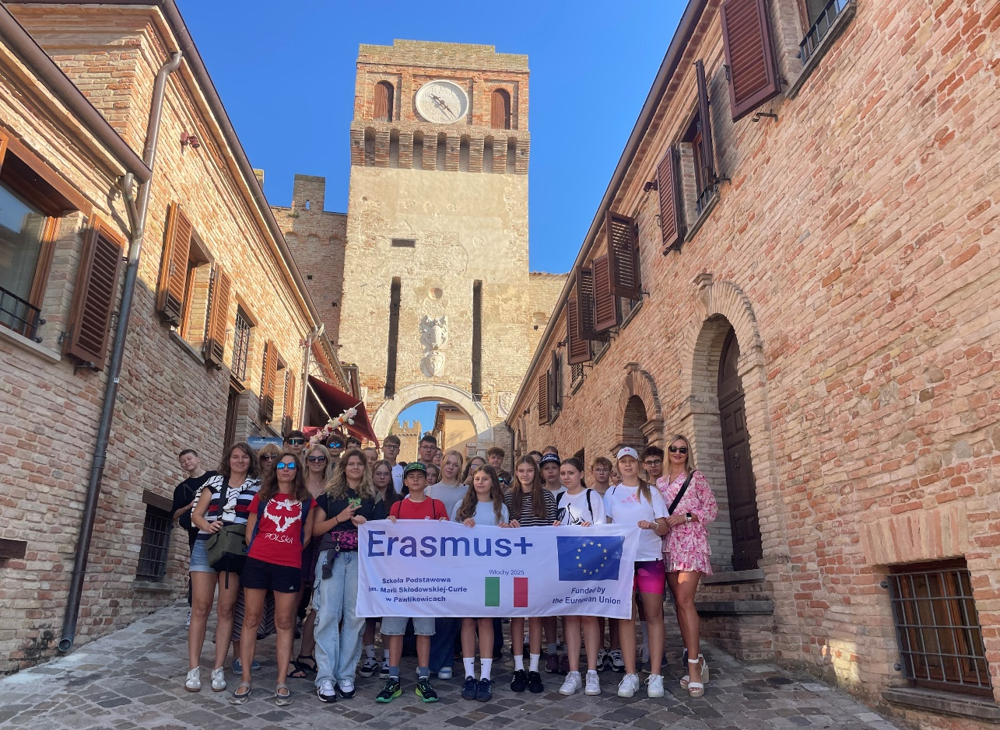 POLSKA
Erasmus+
Włochy 2025
Szkoła Podstawowa
im. Marii Skłodowskiej-Curie
w Pawlikowicach
Funded by
the European Union